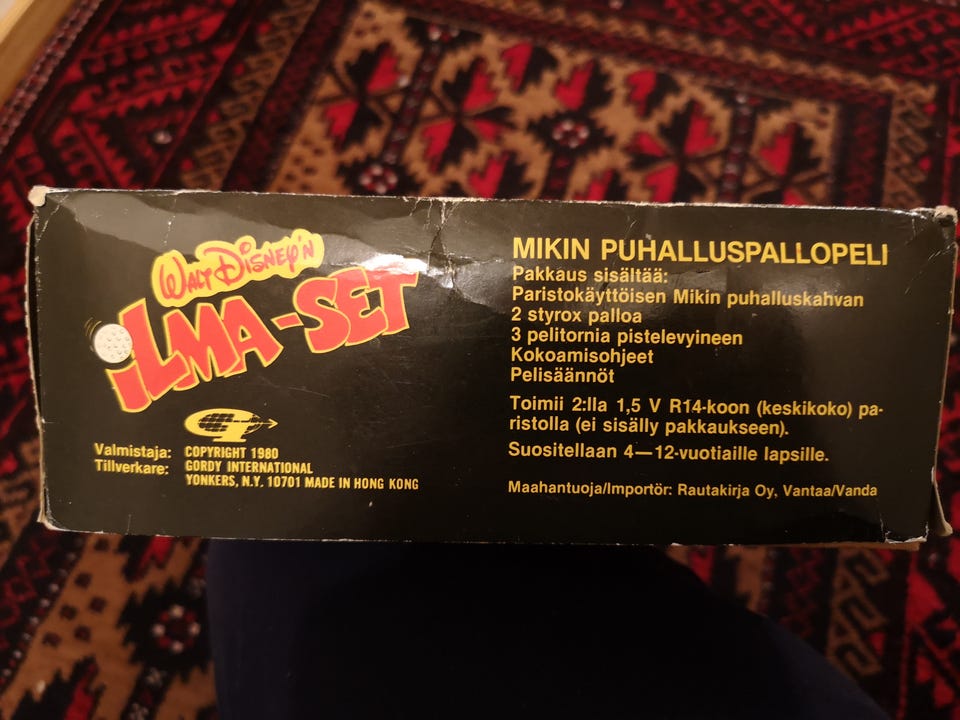 WALT DISNEY'N
iLMA-SET
Valmistaja: COPYRIGHT 1980
Tillverkare: GORDY INTERNATIONAL
YONKERS, N.Y. 10701 MADE IN HONG KONG
MIKIN PUHALLUSPALLOPELI
Pakkaus sisältää:
Paristokäyttöisen Mikin puhalluskahvan
2 styrox palloa
3 pelitornia pistelevyineen
Kokoamisohjeet
Pelisäännöt
Toimii 2:lla 1,5 V R14-koon (keskikoko) pa-
ristolla (ei sisälly pakkaukseen).
Suositellaan 4—12-vuotiaille lapsille.
Maahantuoja/Importör: Rautakirja Oy, Vantaa/Vanda